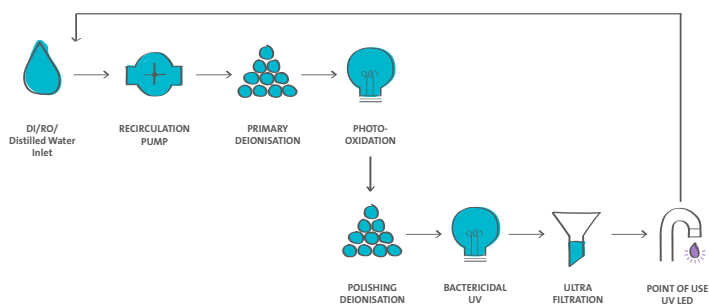 DI/RO/
Distilled Water
Inlet
RECIRCULATION
PUMP
PRIMARY
DEIONISATION
PHOTO-
OXIDATION
POLISHING
DEIONISATION
BACTERICIDAL
UV
ULTRA
FILTRATION
POINT OF USE
UV LED